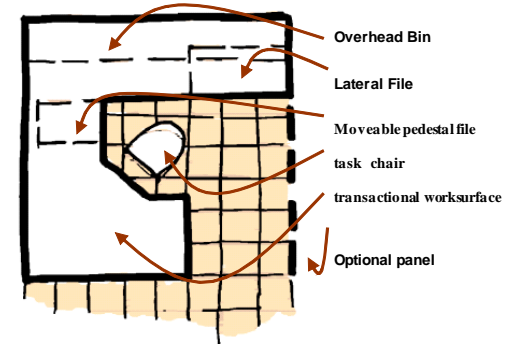 Overhead Bin
Lateral File
Moveable pedestal file
task chair
transactional worksurface
Optional panel